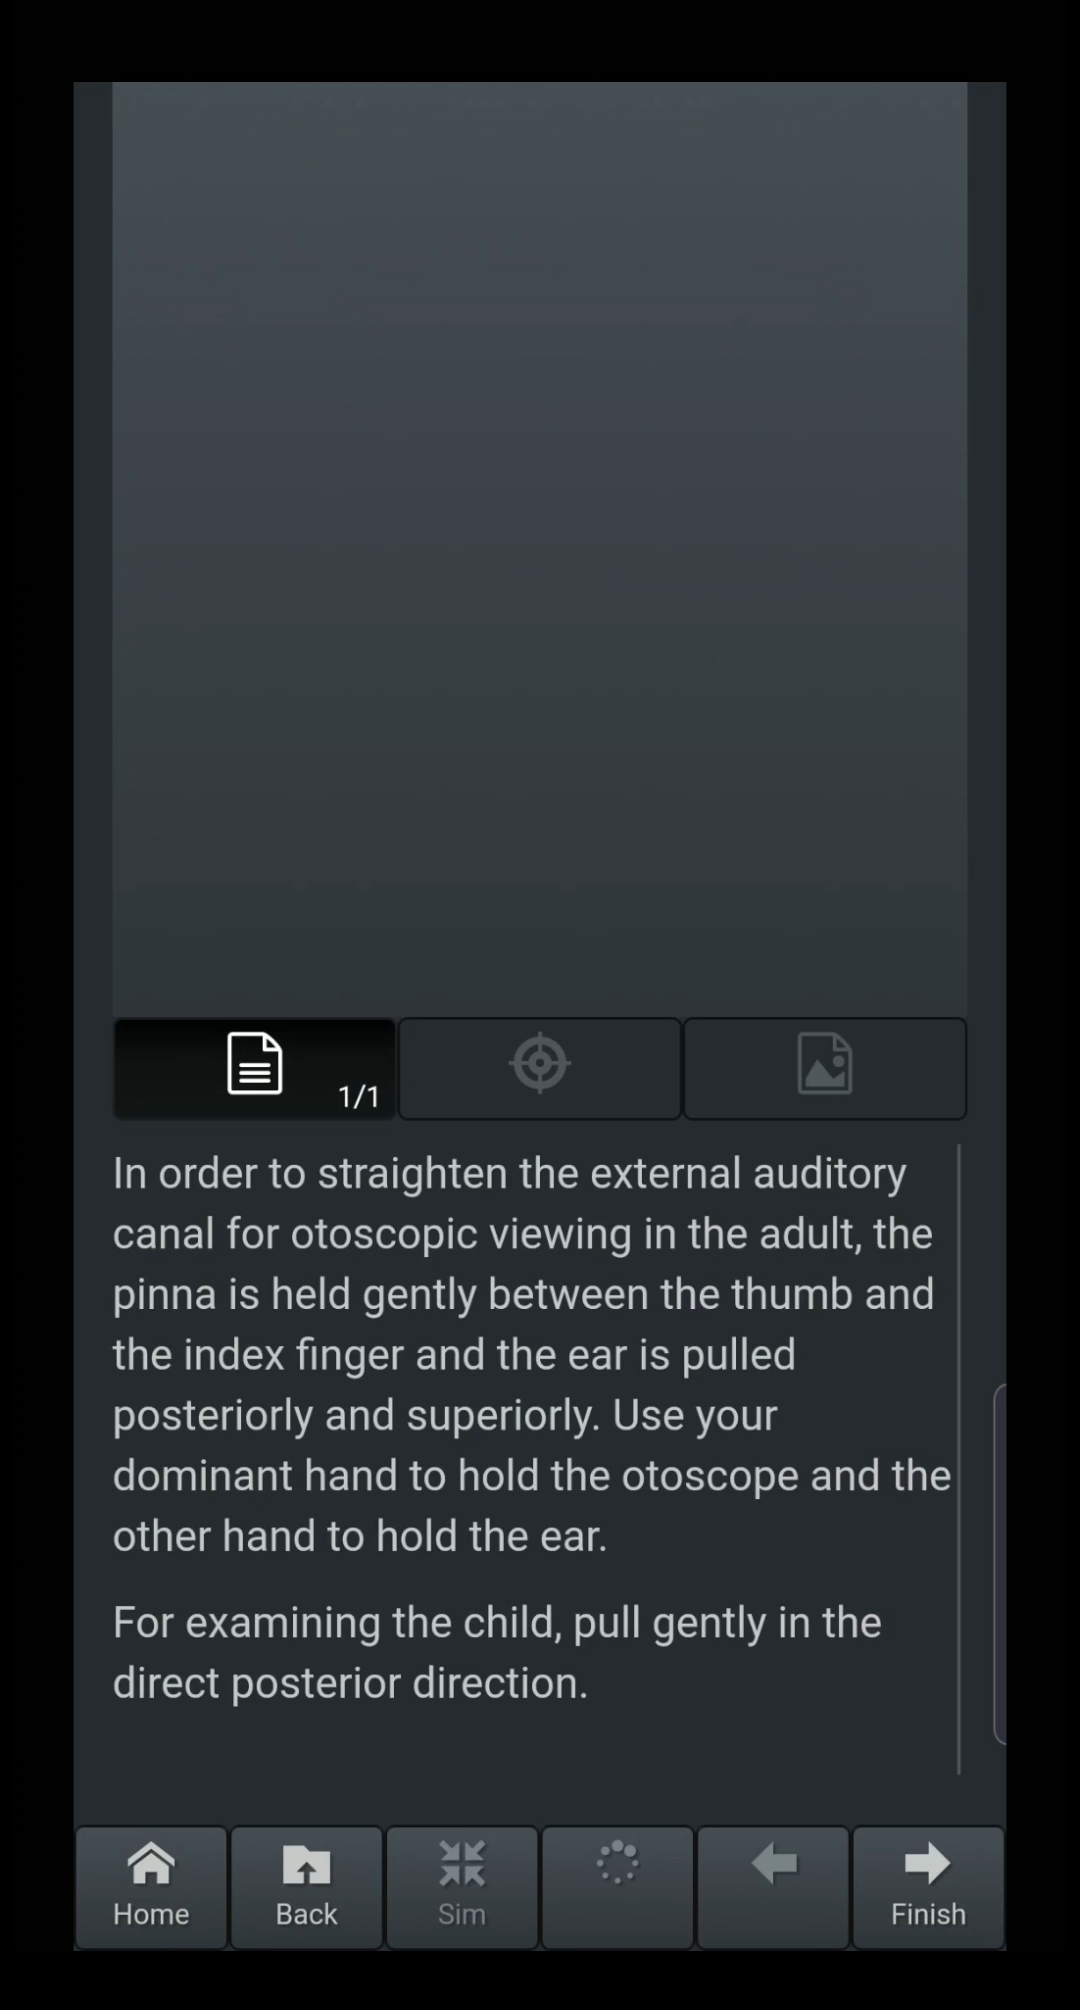 1/1
In order to straighten the external auditory
canal for otoscopic viewing in the adult, the
pinna is held gently between the thumb and
the index finger and the ear is pulled
posteriorly and superiorly. Use your
dominant hand to hold the otoscope and the
other hand to hold the ear.
For examining the child, pull gently in the
direct posterior direction.
Home
Back
Sim
Finish